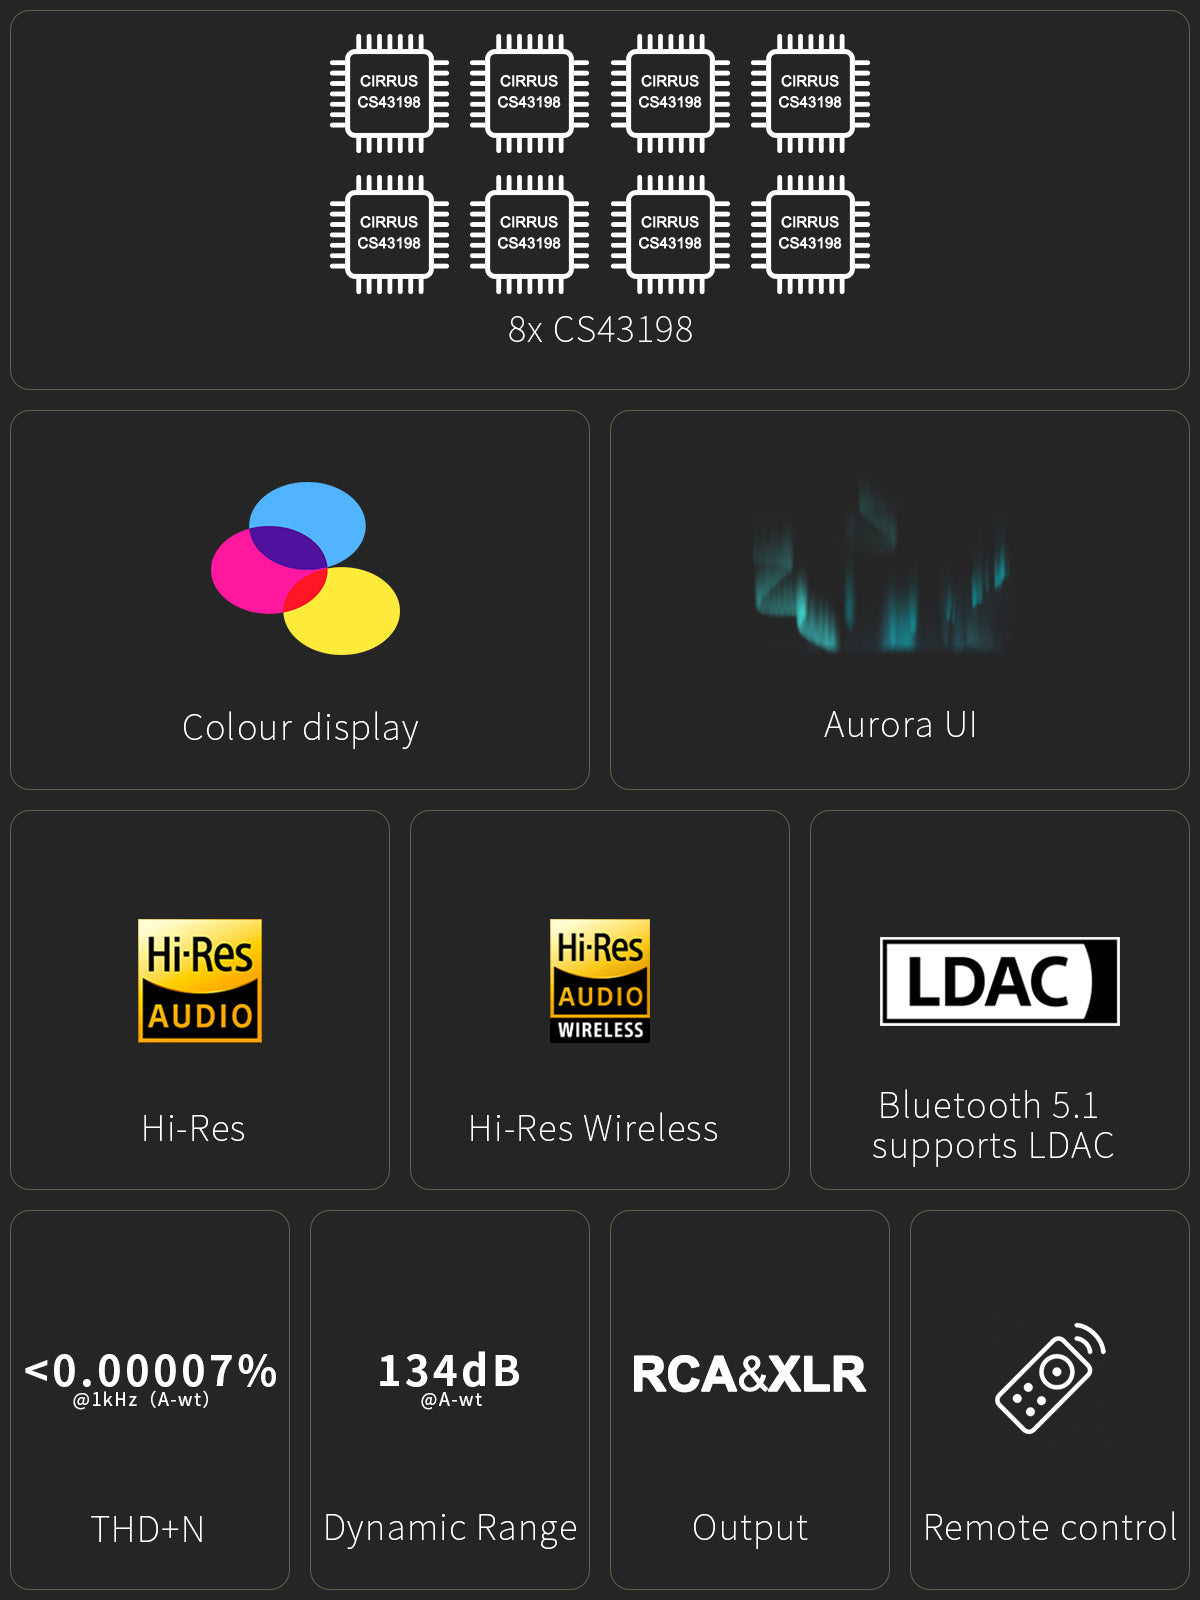 CIRRUS CIRRUS CIRRUS CIRRUS
CS43198 CS43198 CS43198 CS43198
CIRRUS CIRRUS CIRRUS CIRRUS
CS43198 CS43198 CS43198 CS43198
8x CS43198
Colour display
Aurora UI
Hi-Res
AUDIO
Hi-Res
Hi-Res
AUDIO
WIRELESS
Hi-Res Wireless
LDAC
Bluetooth 5.1
supports LDAC
<0.00007%
@1kHz (A-wt)
THD+N
134dB
@A-wt
Dynamic Range
RCA&XLR
Output
Remote control